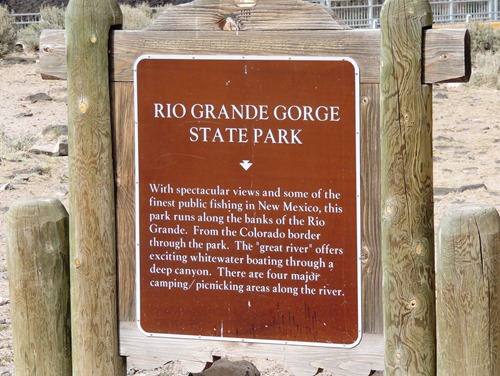 RIO GRANDE GORGE
STATE PARK
With spectacular views and some of the
finest public fishing in New Mexico, this
park runs along the banks of the Rio
Grande. From the Colorado border
through the park. The "great river" offers
exciting whitewater boating through a
deep canyon. There are four major
camping/picnicking areas along the river.